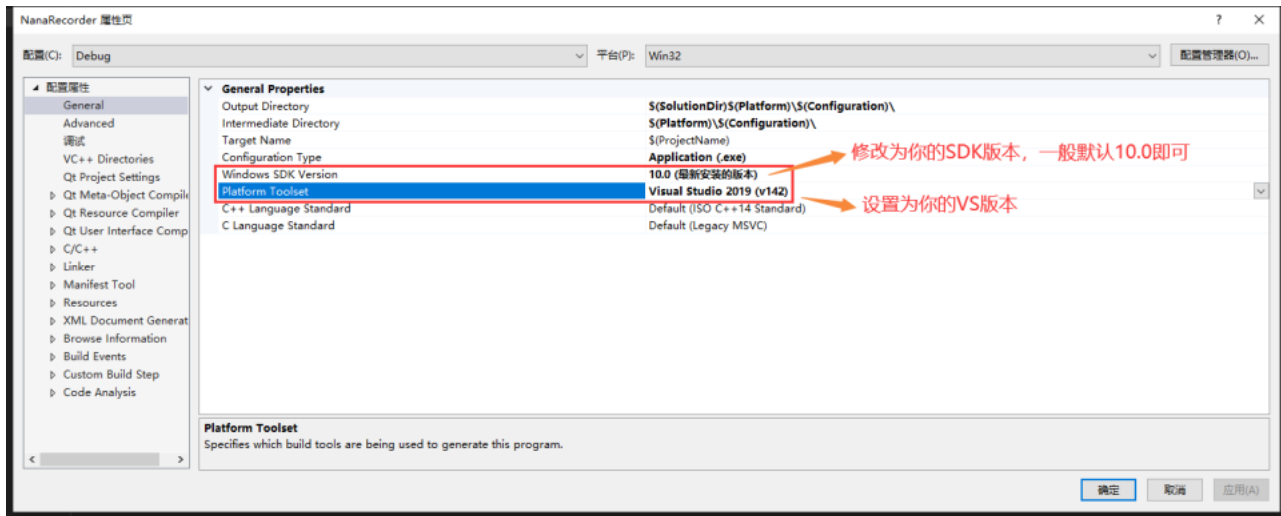 NanaRecorder 属性页
? ×
配置(C): Debug 平台(P): Win32 配置管理器(O)...
配置属性
General
Advanced
调试
VC++ Directories
Qt Project Settings
Qt Meta-Object Compile
Qt Resource Compiler
Qt User Interface Comp
C/C++
Linker
Manifest Tool
Resources
XML Document Generat
Browse Information
Build Events
Custom Build Step
Code Analysis
General Properties
Output Directory $(SolutionDir)$(Platform)\$(Configuration)\
Intermediate Directory $(Platform)\$(Configuration)\
Target Name $(ProjectName)
Configuration Type Application (.exe)
Windows SDK Version 10.0 (最新安装的版本)
Platform Toolset Visual Studio 2019 (v142)
C++ Language Standard Default (ISO C++14 Standard)
C Language Standard Default (Legacy MSVC)
修改为你的SDK版本，一般默认10.0即可
设置为你的VS版本
Platform Toolset
Specifies which build tools are being used to generate this program.
确定 取消 应用(A)